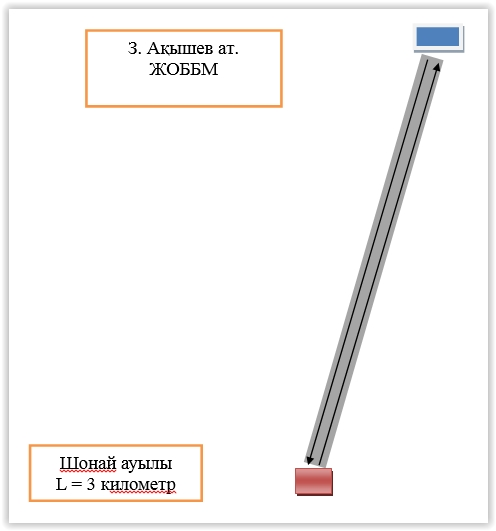 З. Ақышев ат.
ЖОББМ
Шонай ауылы
L = 3 километр